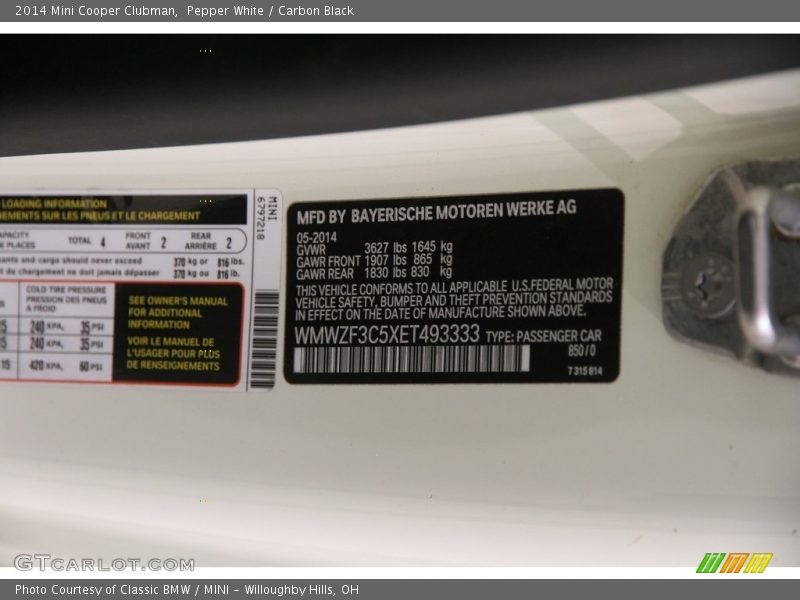 2014 Mini Cooper Clubman, Pepper White / Carbon Black
LOADING INFORMATION
SUR LES PNEUS ET LE CHARGEMENT
TOTAL 4 FRONT AVANT 2 REAR ARRIÈRE 2
PLACES
and cargo should never exceed 370 kg or 816 lbs.
du chargement ne doit jamais dépasser 370 kg ou 816 lb.
COLD TIRE PRESSURE
PRESSION DES PNEUS
A FROID
240 KPA, 35 PSI
240 KPA, 35 PSI
15 420 KPA, 60 PSI
SEE OWNER'S MANUAL
FOR ADDITIONAL
INFORMATION
VOIR LE MANUEL DE
L'USAGER POUR PLUS
DE RENSEIGNEMENTS
MINI
6797218
MFD BY BAYERISCHE MOTOREN WERKE AG
05-2014
GVWR 3627 lbs 1645 kg
GAWR FRONT 1907 lbs 865 kg
GAWR REAR 1830 lbs 830 kg
THIS VEHICLE CONFORMS TO ALL APPLICABLE U.S.FEDERAL MOTOR
VEHICLE SAFETY, BUMPER AND THEFT PREVENTION STANDARDS
IN EFFECT ON THE DATE OF MANUFACTURE SHOWN ABOVE.
WMWZF3C5XET493333 TYPE: PASSENGER CAR
850/0
7315814
GTCARLOT.COM
Photo Courtesy of Classic BMW / MINI - Willoughby Hills, OH